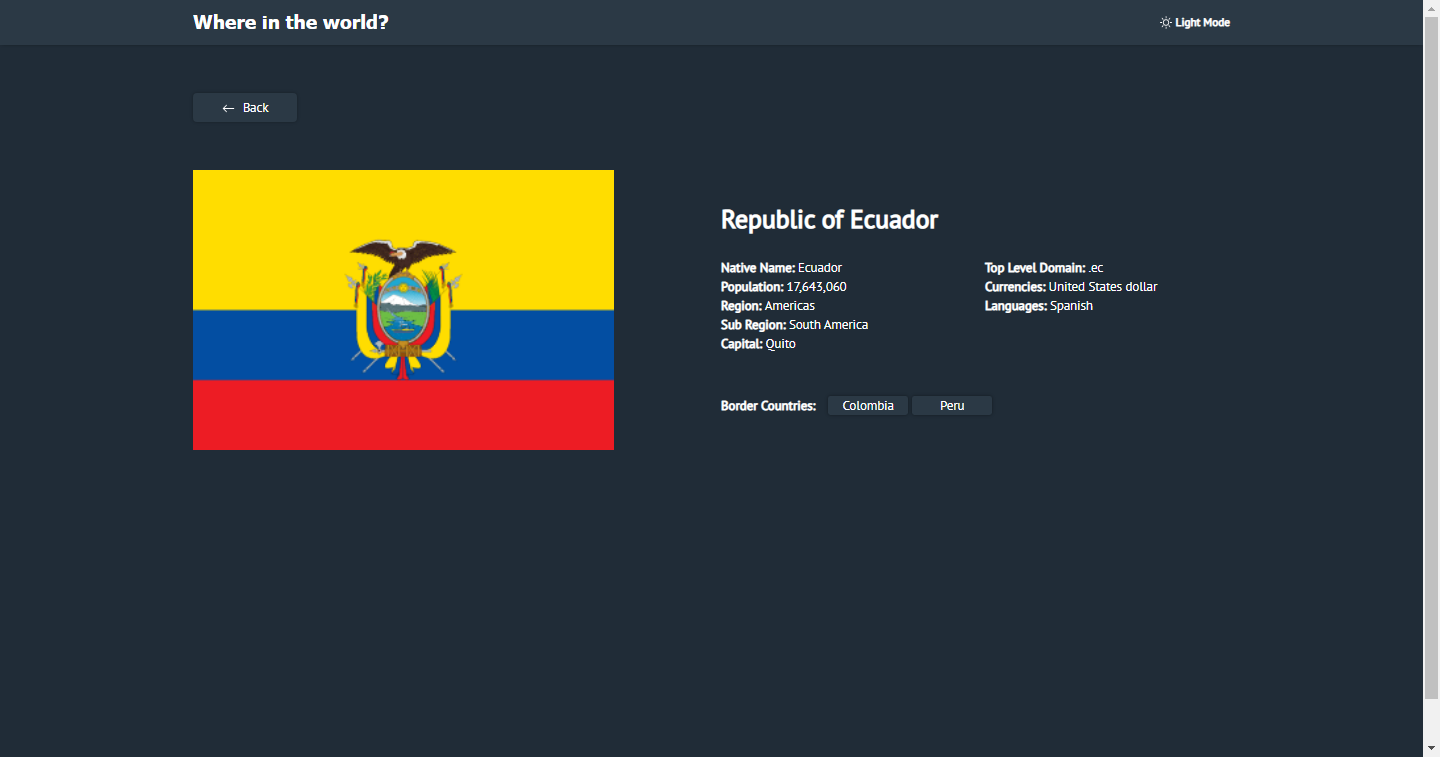 Where in the world?
Light Mode
← Back
Republic of Ecuador
Native Name: Ecuador
Population: 17,643,060
Region: Americas
Sub Region: South America
Capital: Quito
Top Level Domain: .ec
Currencies: United States dollar
Languages: Spanish
Border Countries: Colombia Peru